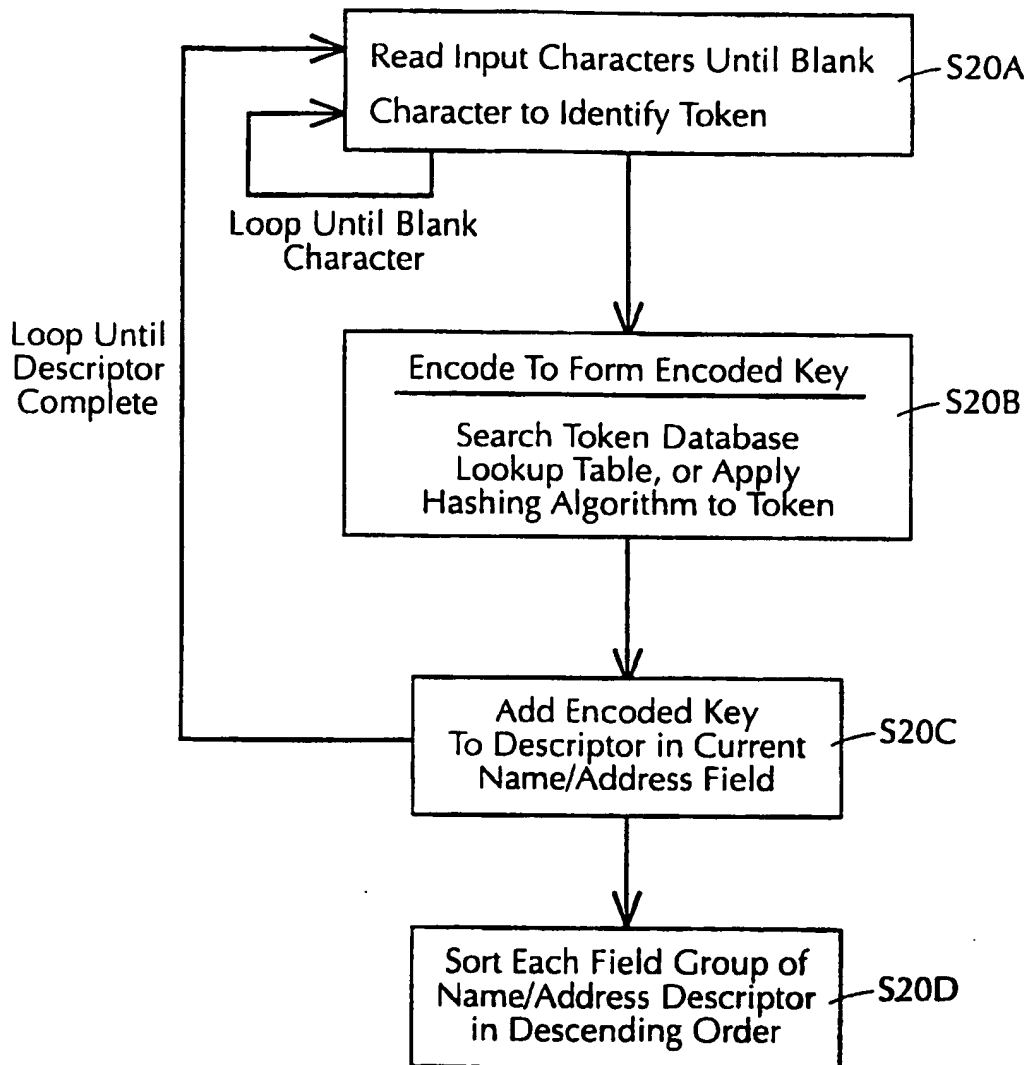 Read Input Characters Until Blank
Character to Identify Token
S20A
Loop Until Blank
Character
Loop Until
Descriptor
Complete
Encode To Form Encoded Key
Search Token Database
Lookup Table, or Apply
Hashing Algorithm to Token
S20B
Add Encoded Key
To Descriptor in Current
Name/Address Field
S20C
Sort Each Field Group of
Name/Address Descriptor
in Descending Order
S20D